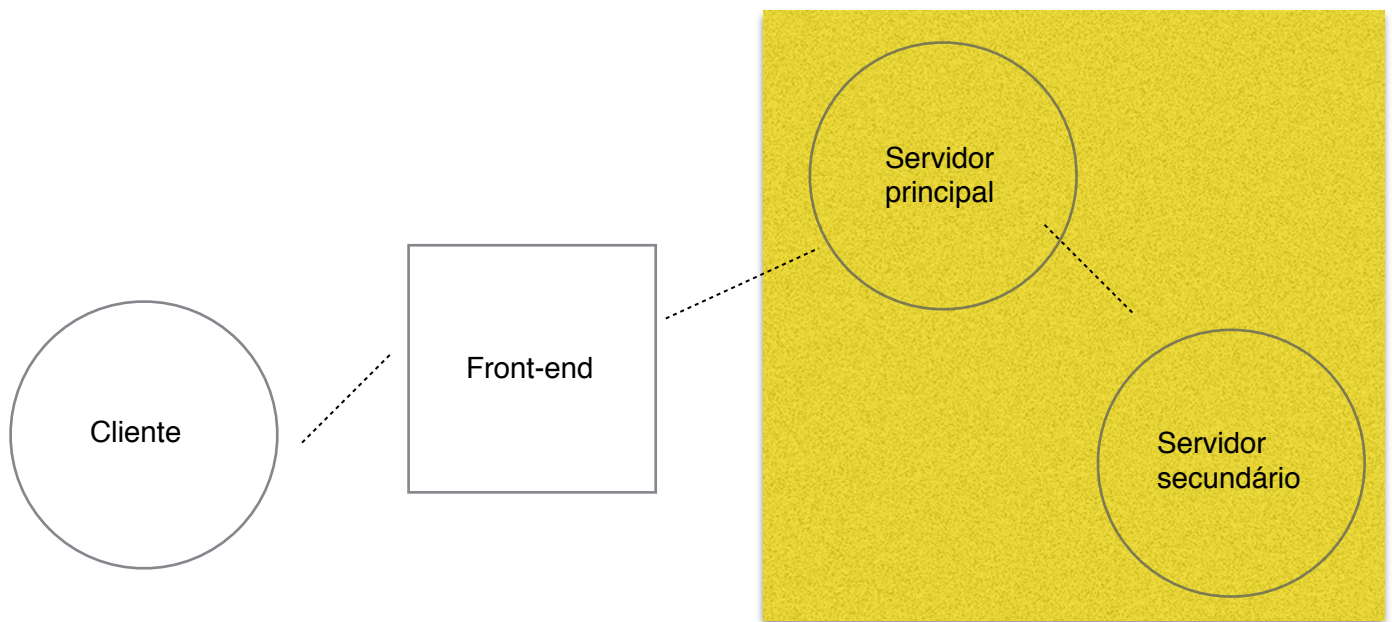 Servidor
principal
Front-end
Cliente
Servidor
secundário